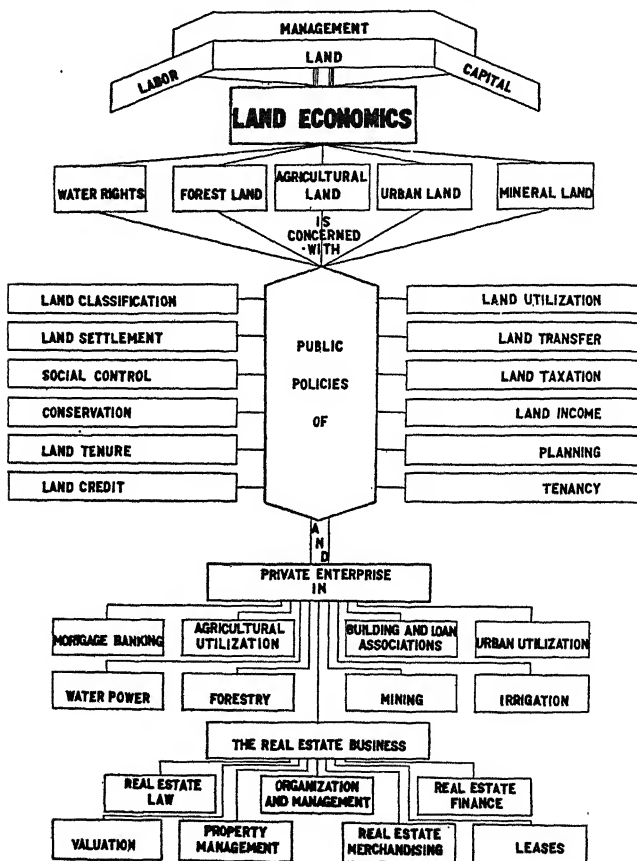 MANAGEMENT
LAND
LABOR
CAPITAL
LAND ECONOMICS
WATER RIGHTS
FOREST LAND
AGRICULTURAL
LAND
URBAN LAND
MINERAL LAND
IS
CONCERNED
WITH
PUBLIC
POLICIES
OF
LAND CLASSIFICATION
LAND SETTLEMENT
SOCIAL CONTROL
CONSERVATION
LAND TENURE
LAND CREDIT
LAND UTILIZATION
LAND TRANSFER
LAND TAXATION
LAND INCOME
PLANNING
TENANCY
AND
PRIVATE ENTERPRISE
IN
MORTGAGE BANKING
AGRICULTURAL
UTILIZATION
BUILDING AND LOAN
ASSOCIATIONS
URBAN UTILIZATION
WATER POWER
FORESTRY
MINING
IRRIGATION
THE REAL ESTATE BUSINESS
REAL ESTATE
LAW
ORGANIZATION
AND MANAGEMENT
REAL ESTATE
FINANCE
VALUATION
PROPERTY
MANAGEMENT
REAL ESTATE
MERCHANDISING
LEASES